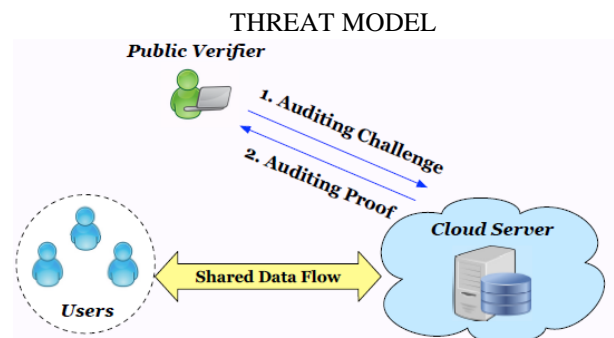 THREAT MODEL
Public Verifier
1. Auditing Challenge
2. Auditing Proof
Cloud Server
Shared Data Flow
Users